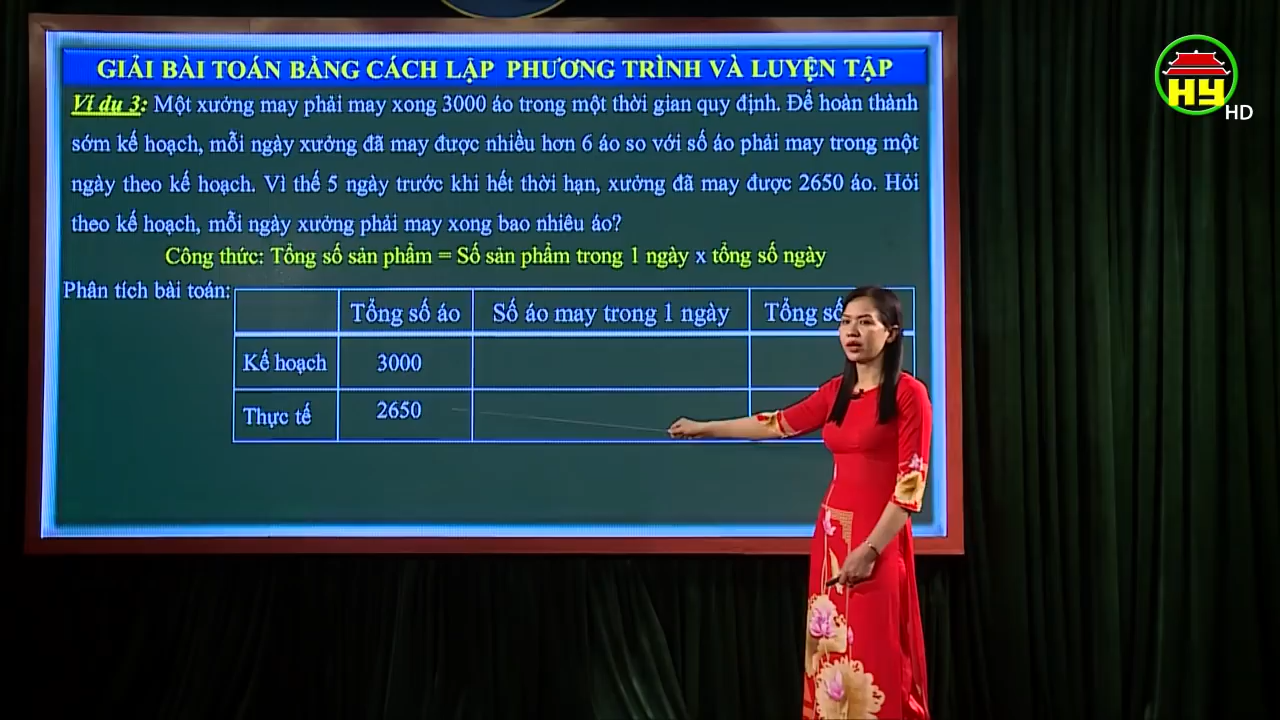 GIẢI BÀI TOÁN BẰNG CÁCH LẬP PHƯƠNG TRÌNH VÀ LUYỆN TẬP
Ví dụ 3: Một xưởng may phải may xong 3000 áo trong một thời gian quy định. Để hoàn thành
sớm kế hoạch, mỗi ngày xưởng đã may được nhiều hơn 6 áo so với số áo phải may trong một
ngày theo kế hoạch. Vì thế 5 ngày trước khi hết thời hạn, xưởng đã may được 2650 áo. Hỏi
theo kế hoạch, mỗi ngày xưởng phải may xong bao nhiêu áo?
Công thức: Tổng số sản phẩm = Số sản phẩm trong 1 ngày x tổng số ngày
Phân tích bài toán:
Tổng số áo Số áo may trong 1 ngày Tổng số
Kế hoạch 3000
Thực tế 2650
HY
HD